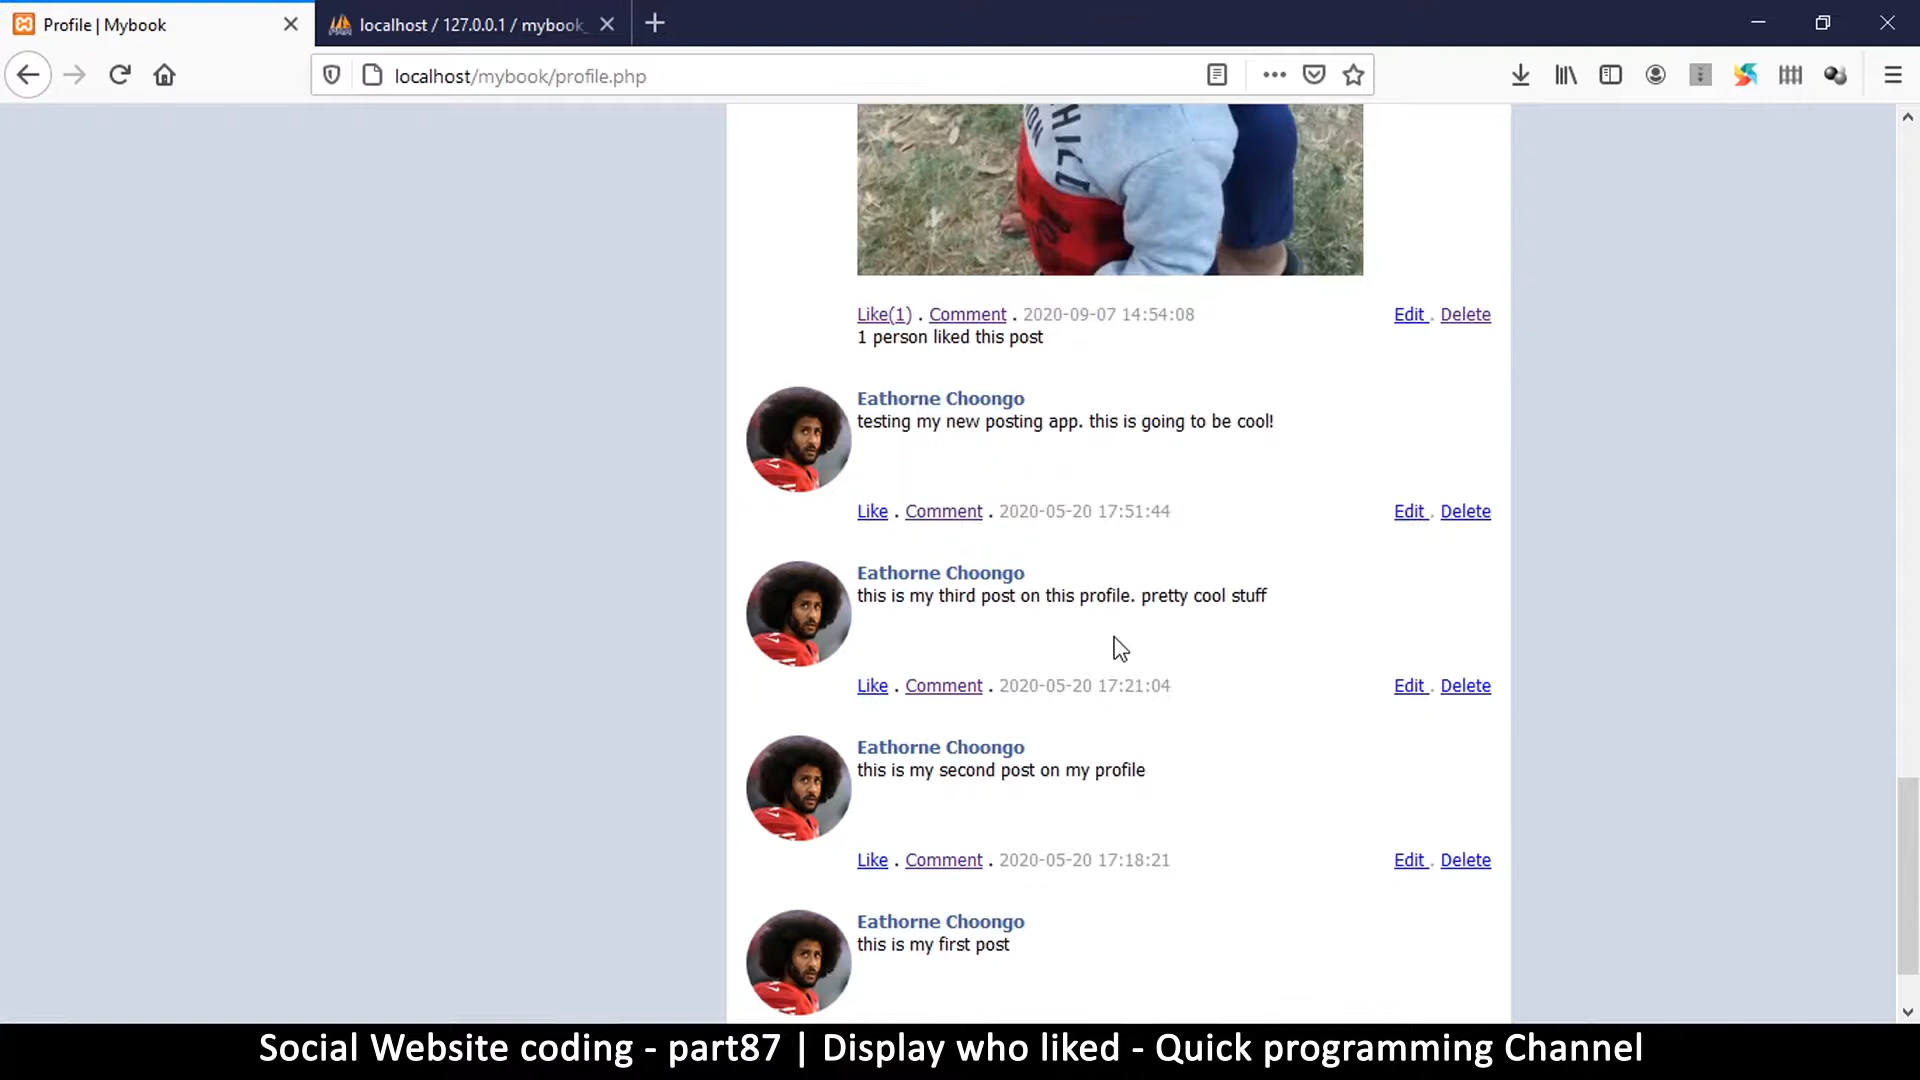 Profile | Mybook
localhost / 127.0.0.1 / mybook_
localhost/mybook/profile.php
CHILD
ON
Like(1) . Comment . 2020-09-07 14:54:08 Edit . Delete
1 person liked this post
Eathorne Choongo
testing my new posting app. this is going to be cool!
Like . Comment . 2020-05-20 17:51:44 Edit . Delete
Eathorne Choongo
this is my third post on this profile. pretty cool stuff
Like . Comment . 2020-05-20 17:21:04 Edit . Delete
Eathorne Choongo
this is my second post on my profile
Like . Comment . 2020-05-20 17:18:21 Edit . Delete
Eathorne Choongo
this is my first post
Social Website coding - part87 | Display who liked - Quick programming Channel